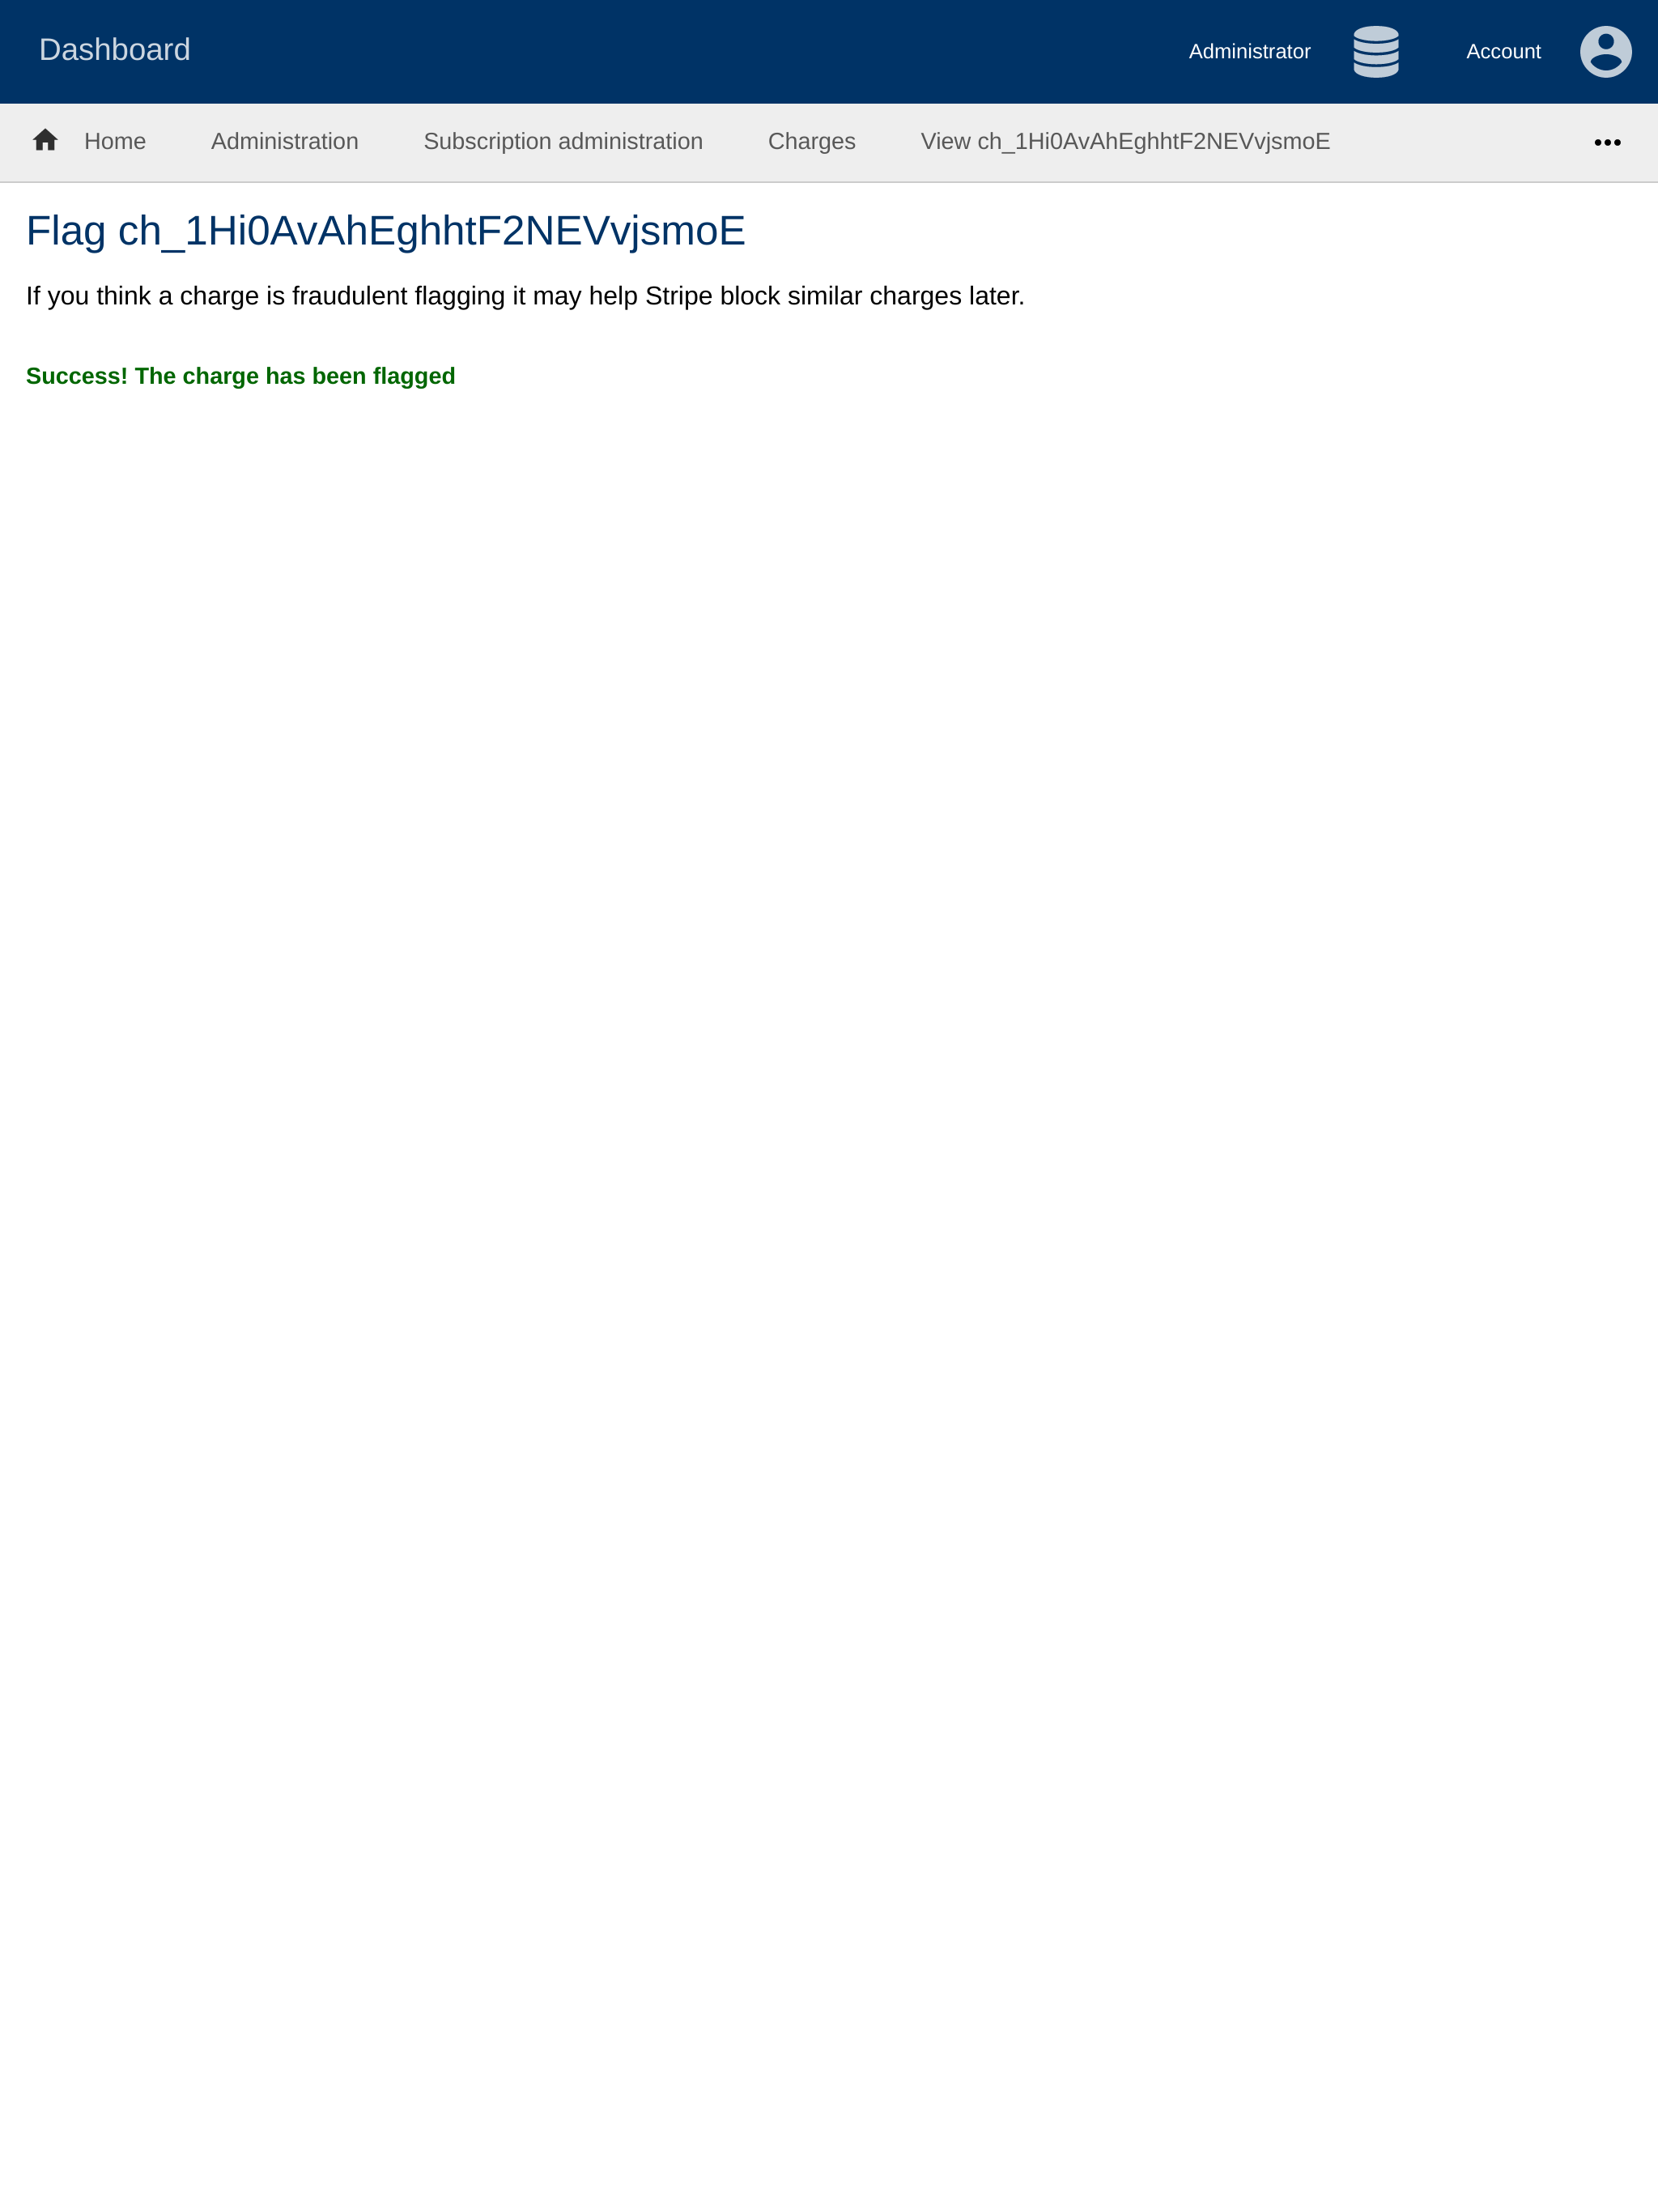 Dashboard
Administrator
Account
Home
Administration
Subscription administration
Charges
View ch_1Hi0AvAhEghhtF2NEVvjsmoE
Flag ch_1Hi0AvAhEghhtF2NEVvjsmoE
If you think a charge is fraudulent flagging it may help Stripe block similar charges later.
Success! The charge has been flagged